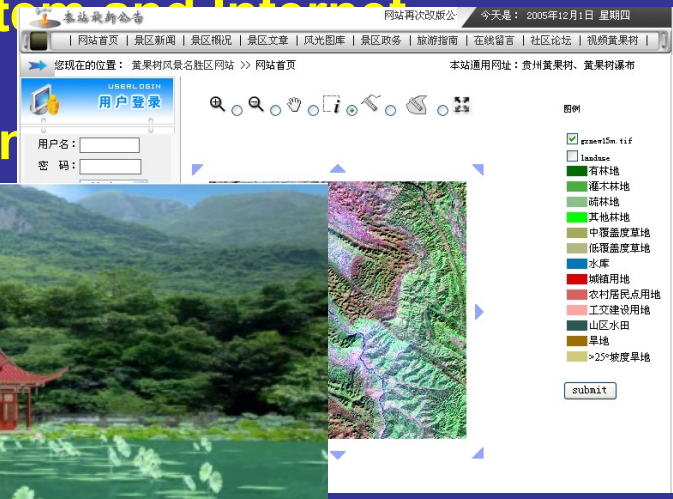 tem and Internet
本站最新公告
网站再次改版公
今天是： 2005年12月1日 星期四
| 网站首页 | 景区新闻 | 景区概况 | 景区文章 | 风光图库 | 景区政务 | 旅游指南 | 在线留言 | 社区论坛 | 视频黄果树 |
您现在的位置： 黄果树风景名胜区网站 >> 网站首页
本站通用网址：贵州黄果树、黄果树瀑布
USERLOGIN
用户登录
i
图例
用户名：
密 码：
gznew15m.tif
landuse
有林地
灌木林地
疏林地
其他林地
中覆盖度草地
低覆盖度草地
水库
城镇用地
农村居民点用地
工交建设用地
山区水田
旱地
>25°坡度旱地
submit